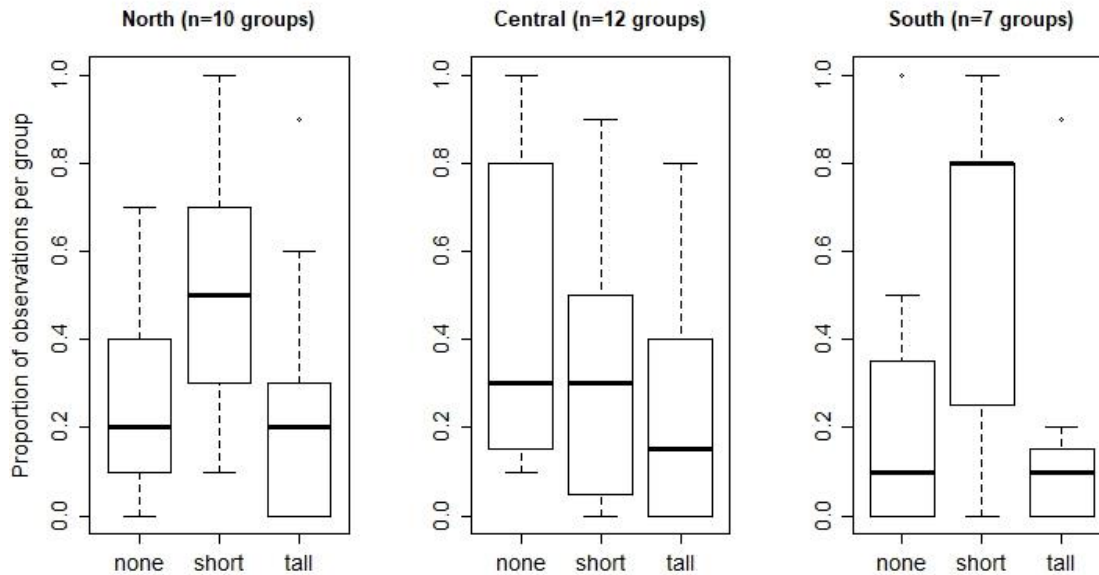 North (n=10 groups)
Central (n=12 groups)
South (n=7 groups)
Proportion of observations per group
1.0
0.8
0.6
0.4
0.2
0.0
none short tall
1.0
0.8
0.6
0.4
0.2
0.0
none short tall
1.0
0.8
0.6
0.4
0.2
0.0
none short tall